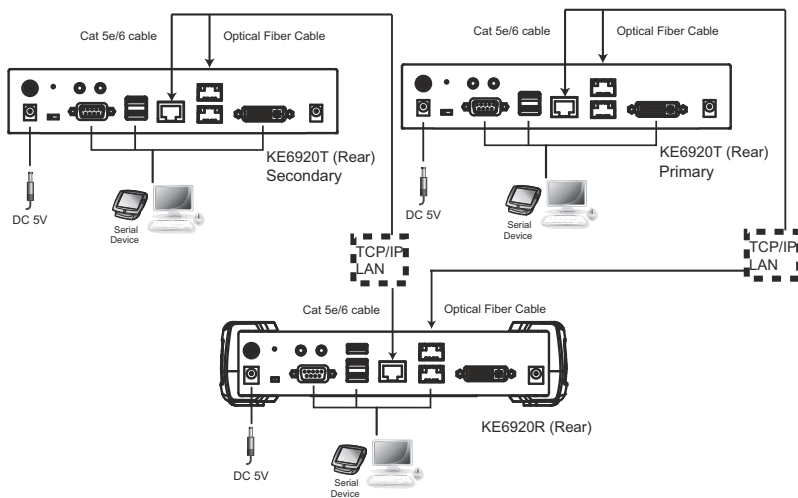 Cat 5e/6 cable
Optical Fiber Cable
Cat 5e/6 cable
Optical Fiber Cable
KE6920T (Rear)
Secondary
KE6920T (Rear)
Primary
DC 5V
Serial
Device
DC 5V
Serial
Device
TCP/IP
LAN
TCP/IP
LAN
Cat 5e/6 cable
Optical Fiber Cable
KE6920R (Rear)
DC 5V
Serial
Device